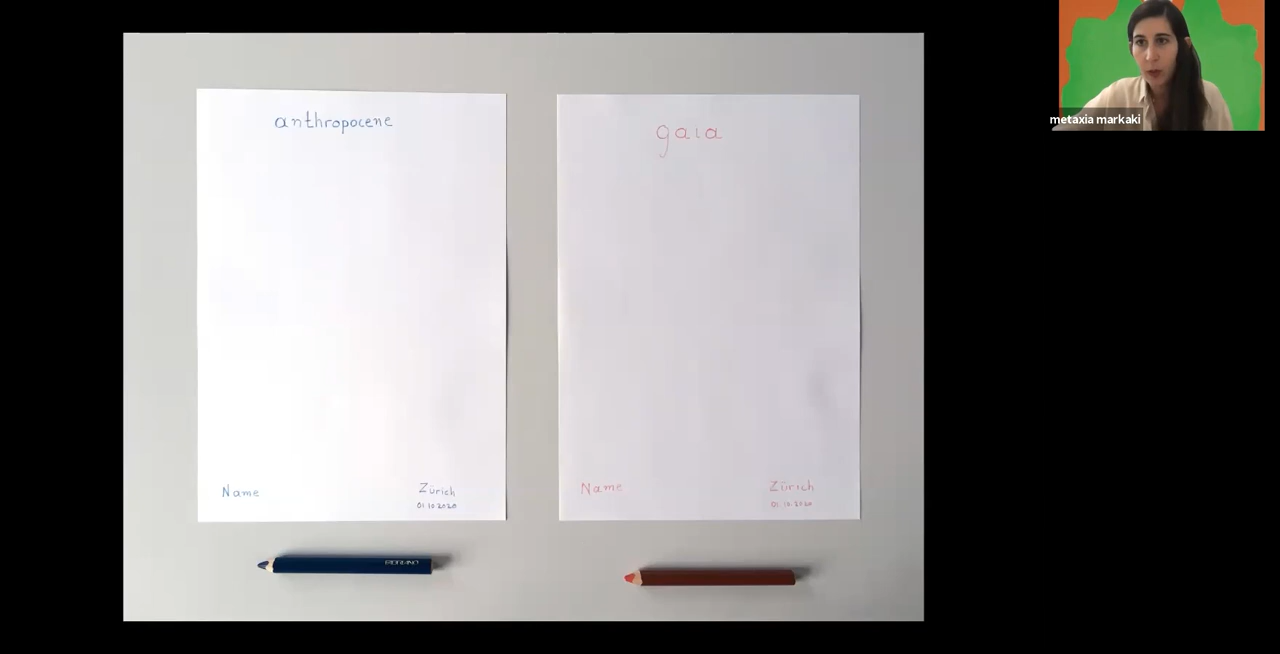 anthropocene
Name
Zürich
01.10.2020
gaia
Name
Zürich
01.10.2020
metaxia markaki